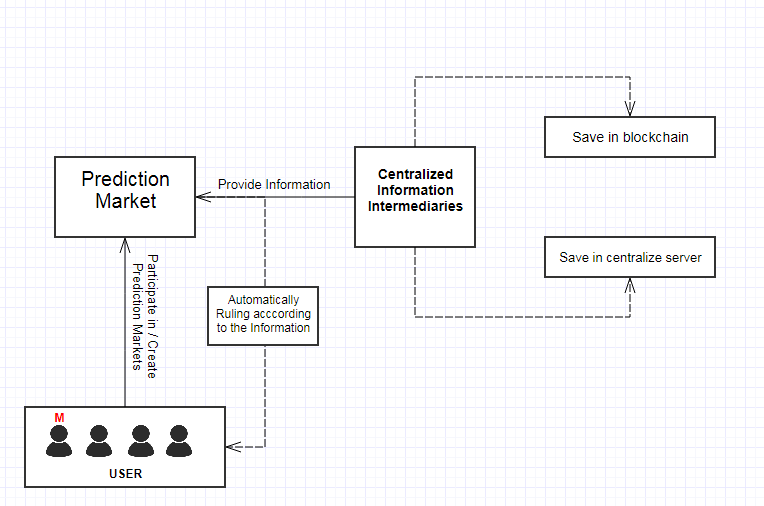 Save in blockchain
Prediction
Market
Provide Information
Centralized
Information
Intermediaries
Save in centralize server
Participate in / Create
Prediction Markets
Automatically
Ruling acccording
to the Information
M
USER